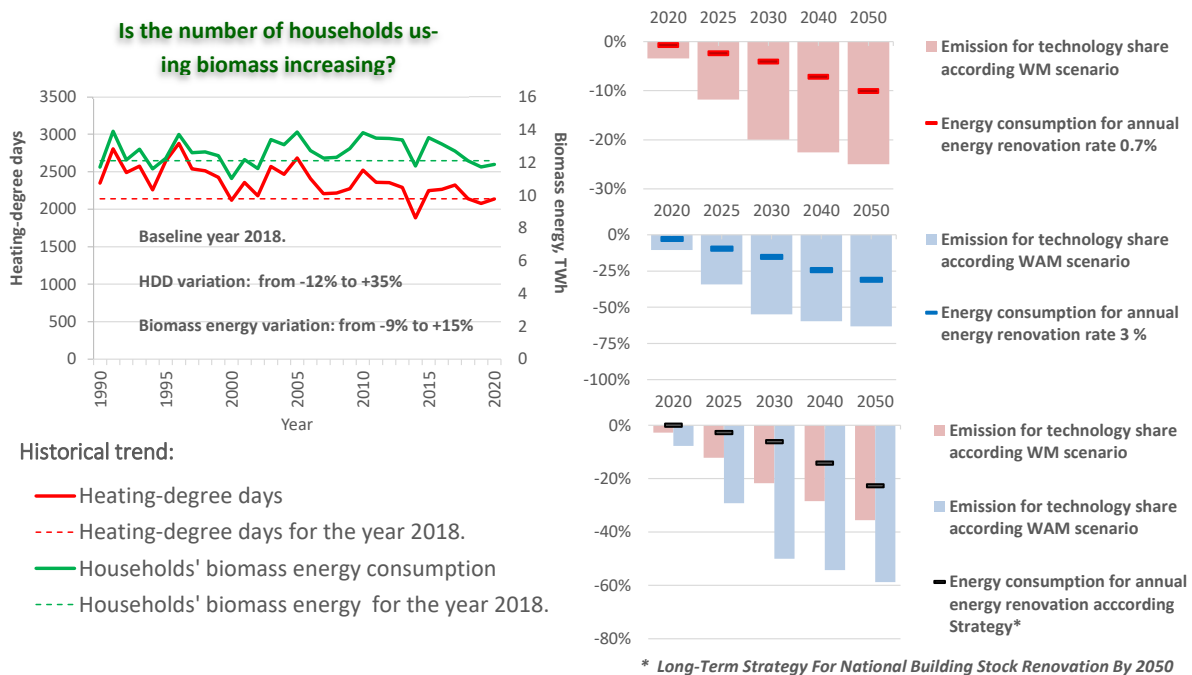 Is the number of households us-
ing biomass increasing?
3500
3000
2500
2000
1500
1000
500
0
Heating-degree days
16
14
12
10
8
6
4
2
0
Biomass energy, TWh
Baseline year 2018.
HDD variation:  from -12% to +35%
Biomass energy variation: from -9% to +15%
1990
1995
2000
2005
2010
2015
2020
Year
Historical trend:
Heating-degree days
Heating-degree days for the year 2018.
Households' biomass energy consumption
Households' biomass energy  for the year 2018.
2020 2025 2030 2040 2050
0%
-10%
-20%
-30%
Emission for technology share
according WM scenario
Energy consumption for annual
energy renovation rate 0.7%
2020 2025 2030 2040 2050
0%
-25%
-50%
-75%
-100%
Emission for technology share
according WAM scenario
Energy consumption for annual
energy renovation rate 3 %
2020 2025 2030 2040 2050
0%
-20%
-40%
-60%
-80%
Emission for technology share
according WM scenario
Emission for technology share
according WAM scenario
Energy consumption for annual
energy renovation acccording
Strategy*
* Long-Term Strategy For National Building Stock Renovation By 2050